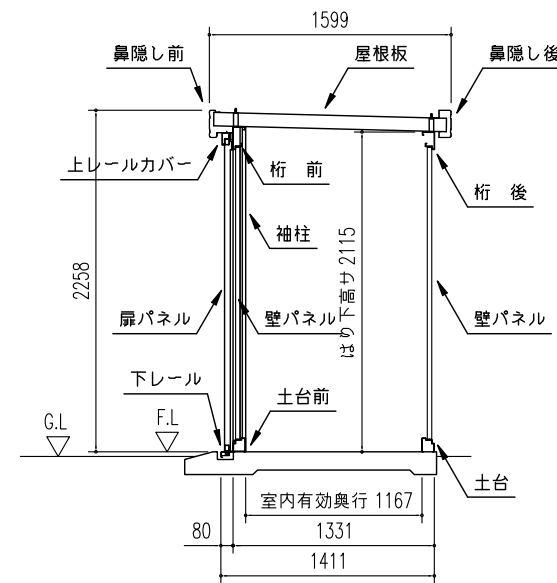 1599
鼻隠し前
屋根板
鼻隠し後
上レールカバー
桁 前
桁 後
袖柱
2258
はり下高サ 2115
扉パネル
壁パネル
壁パネル
下レール
土台前
G.L
F.L
土台
室内有効奥行 1167
80
1331
1411